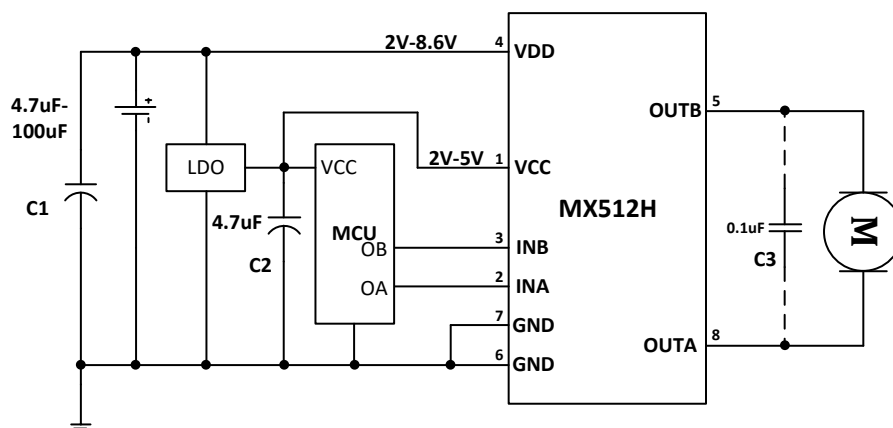 2V-8.6V
4
VDD
4.7uF-
100uF
+
-
C1
LDO
VCC
2V-5V
1
VCC
4.7uF
C2
MCU
OB
OA
3
INB
2
INA
7
GND
6
GND
MX512H
OUTB
5
0.1uF
C3
M
OUTA
8